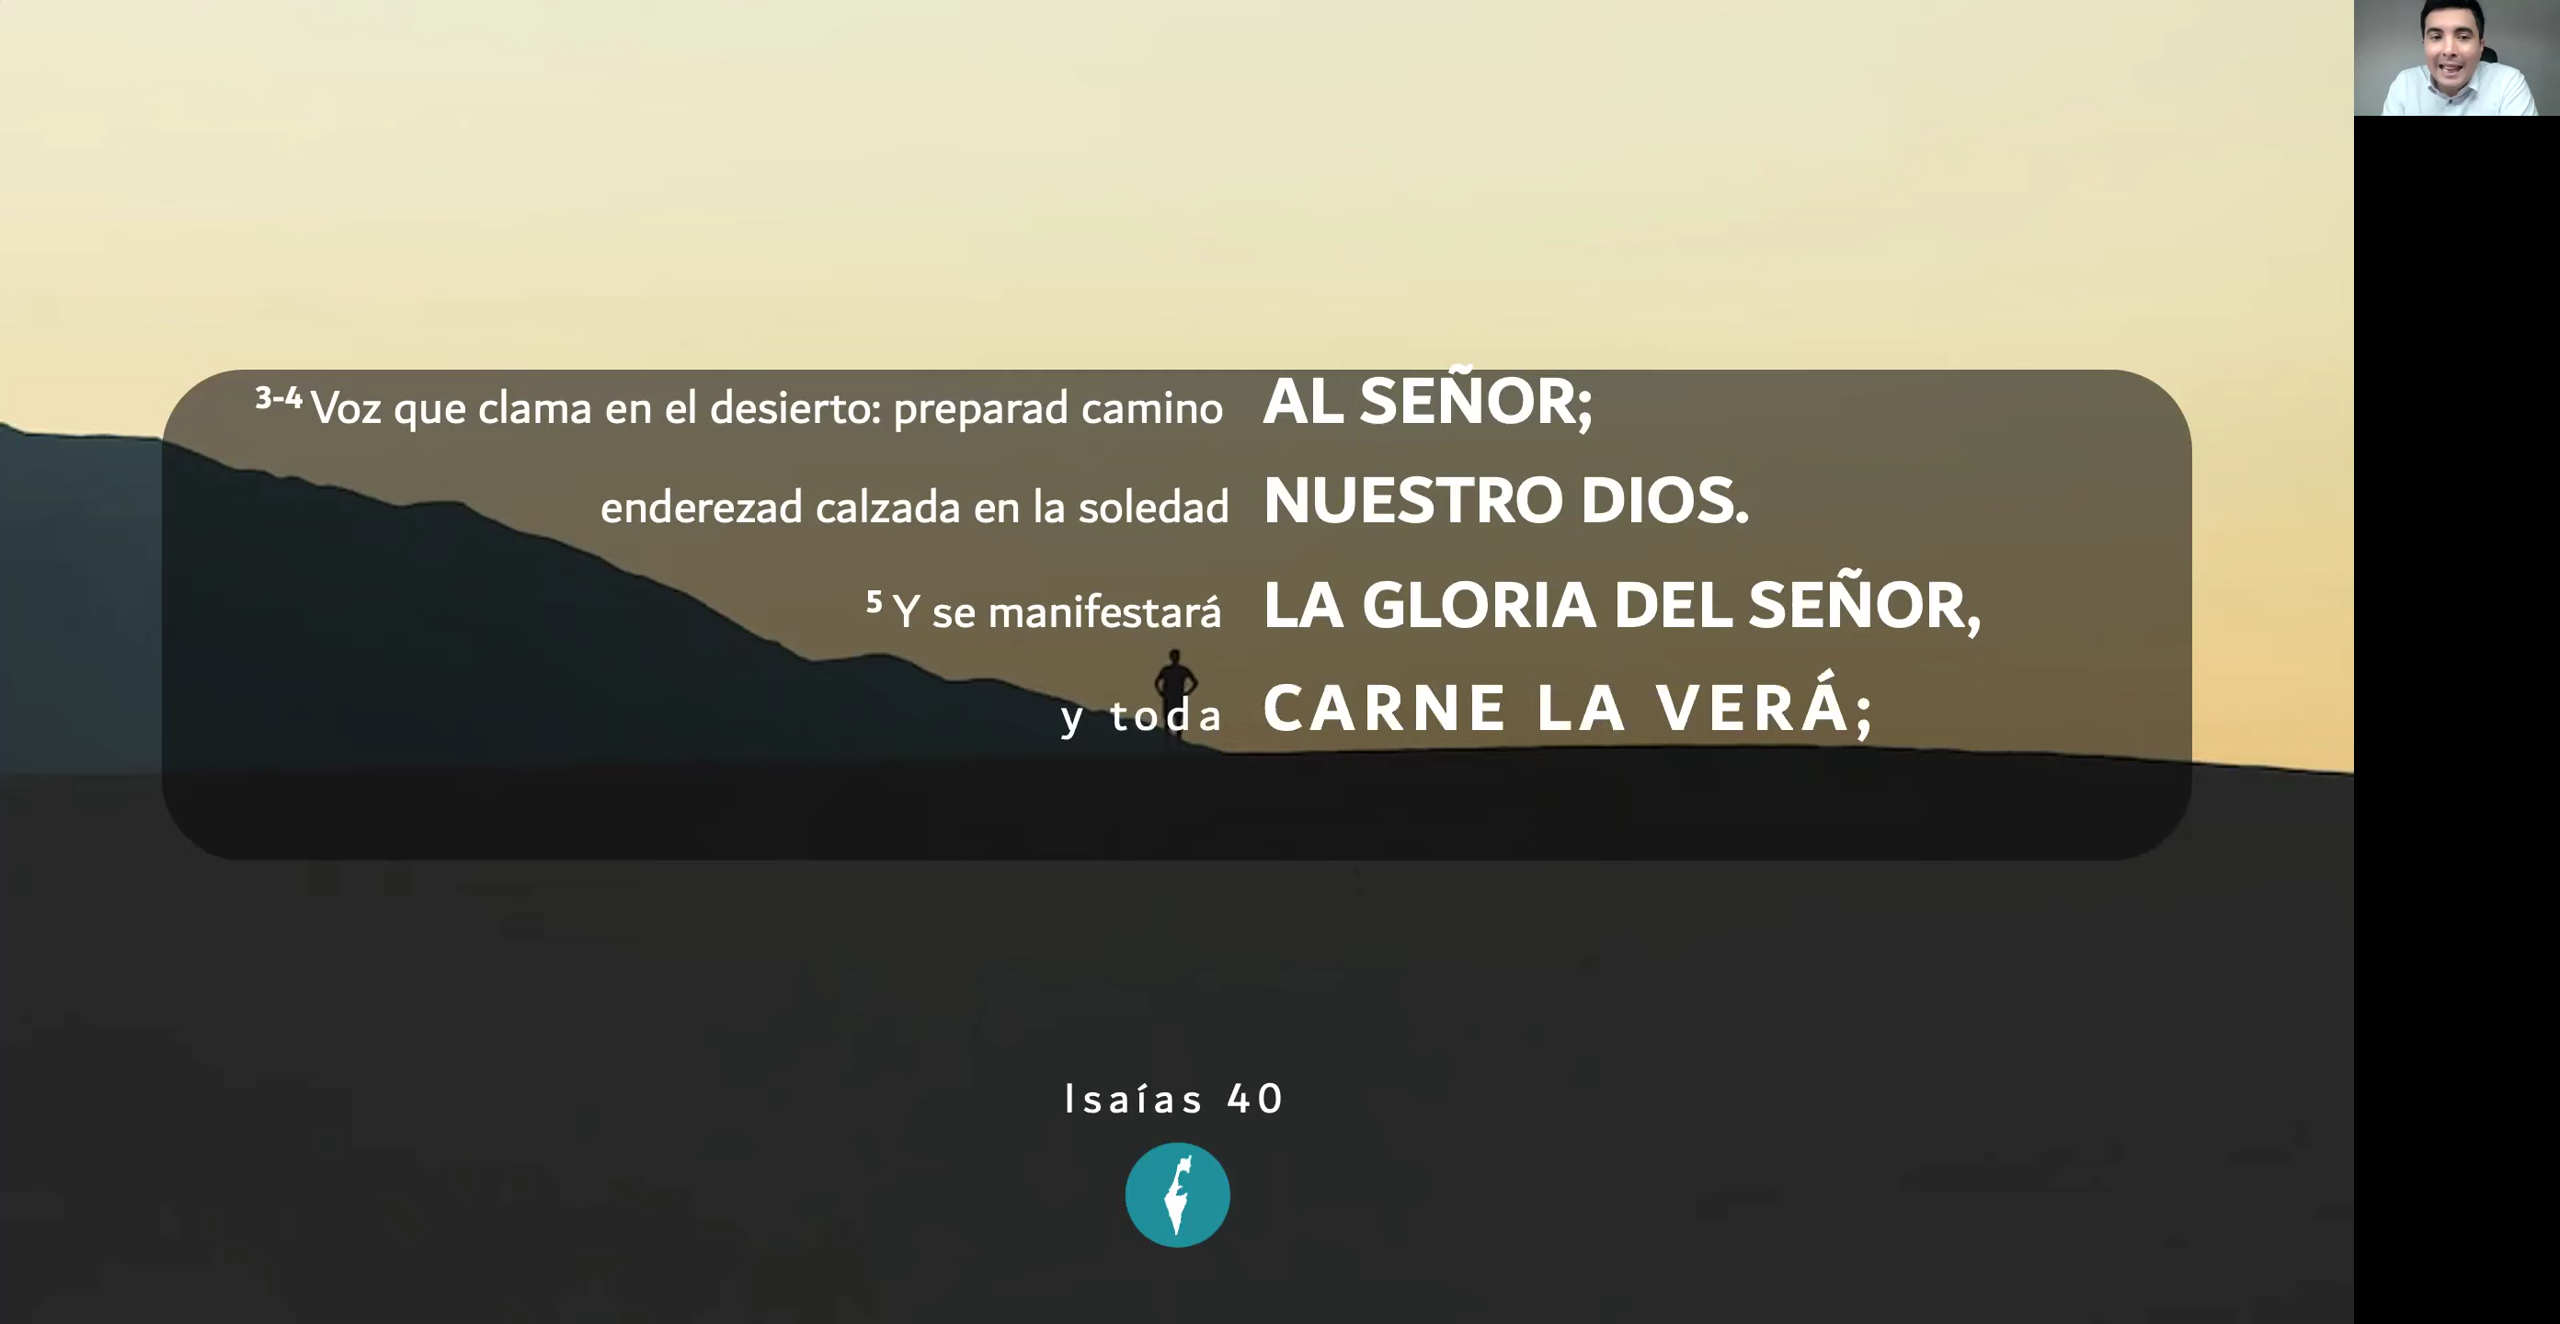 3-4 Voz que clama en el desierto: preparad camino AL SEÑOR;
enderezad calzada en la soledad NUESTRO DIOS.
5 Y se manifestará LA GLORIA DEL SEÑOR,
y toda CARNE LA VERÁ;
Isaías 40